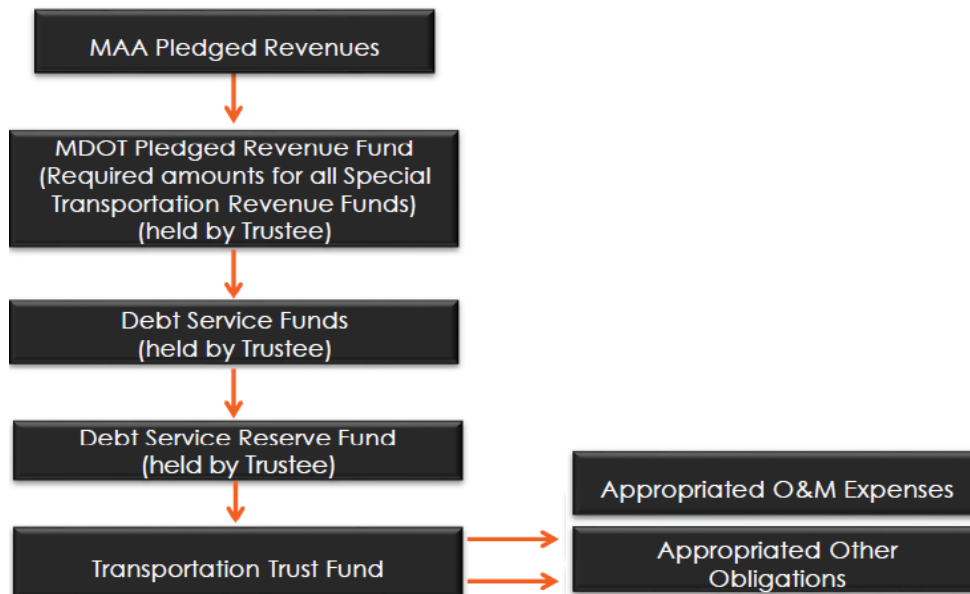 MAA Pledged Revenues
MDOT Pledged Revenue Fund
(Required amounts for all Special
Transportation Revenue Funds)
(held by Trustee)
Debt Service Funds
(held by Trustee)
Debt Service Reserve Fund
(held by Trustee)
Transportation Trust Fund
Appropriated O&M Expenses
Appropriated Other
Obligations